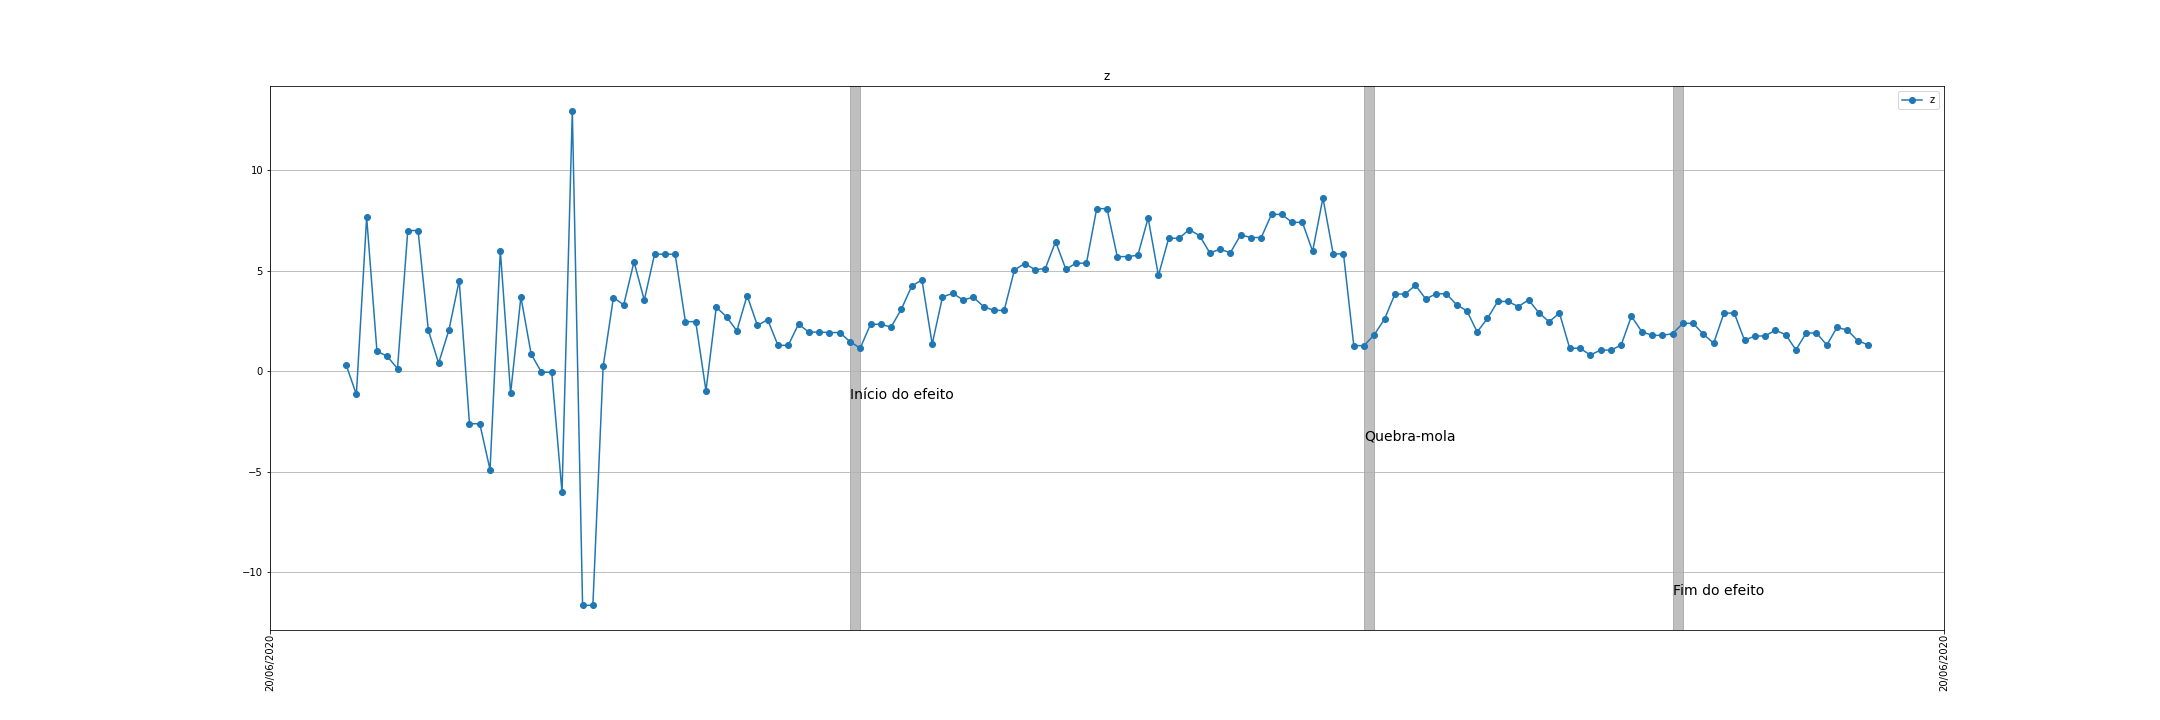 z
z
10
5
0
Início do efeito
Quebra-mola
−5
−10
Fim do efeito
20/06/2020
20/06/2020